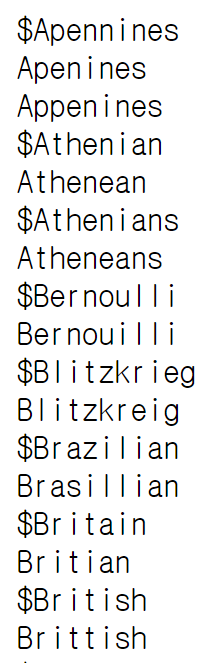 $Apennines
Apenines
Appenines
$Athenian
Athenean
$Athenians
Atheneans
$Bernoulli
Bernouilli
$Blitzkrieg
Blitzkreig
$Brazilian
Brasillian
$Britain
Britian
$British
Brittish